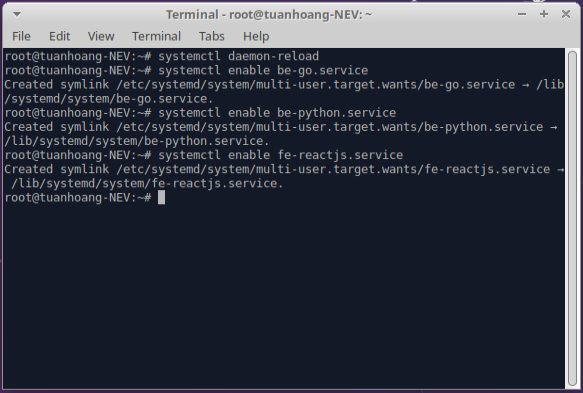 Terminal - root@tuanhoang-NEV: ~
File Edit View Terminal Tabs Help
root@tuanhoang-NEV:~# systemctl daemon-reload
root@tuanhoang-NEV:~# systemctl enable be-go.service
Created symlink /etc/systemd/system/multi-user.target.wants/be-go.service → /lib
/systemd/system/be-go.service.
root@tuanhoang-NEV:~# systemctl enable be-python.service
Created symlink /etc/systemd/system/multi-user.target.wants/be-python.service →
/lib/systemd/system/be-python.service.
root@tuanhoang-NEV:~# systemctl enable fe-reactjs.service
Created symlink /etc/systemd/system/multi-user.target.wants/fe-reactjs.service →
 /lib/systemd/system/fe-reactjs.service.
root@tuanhoang-NEV:~#